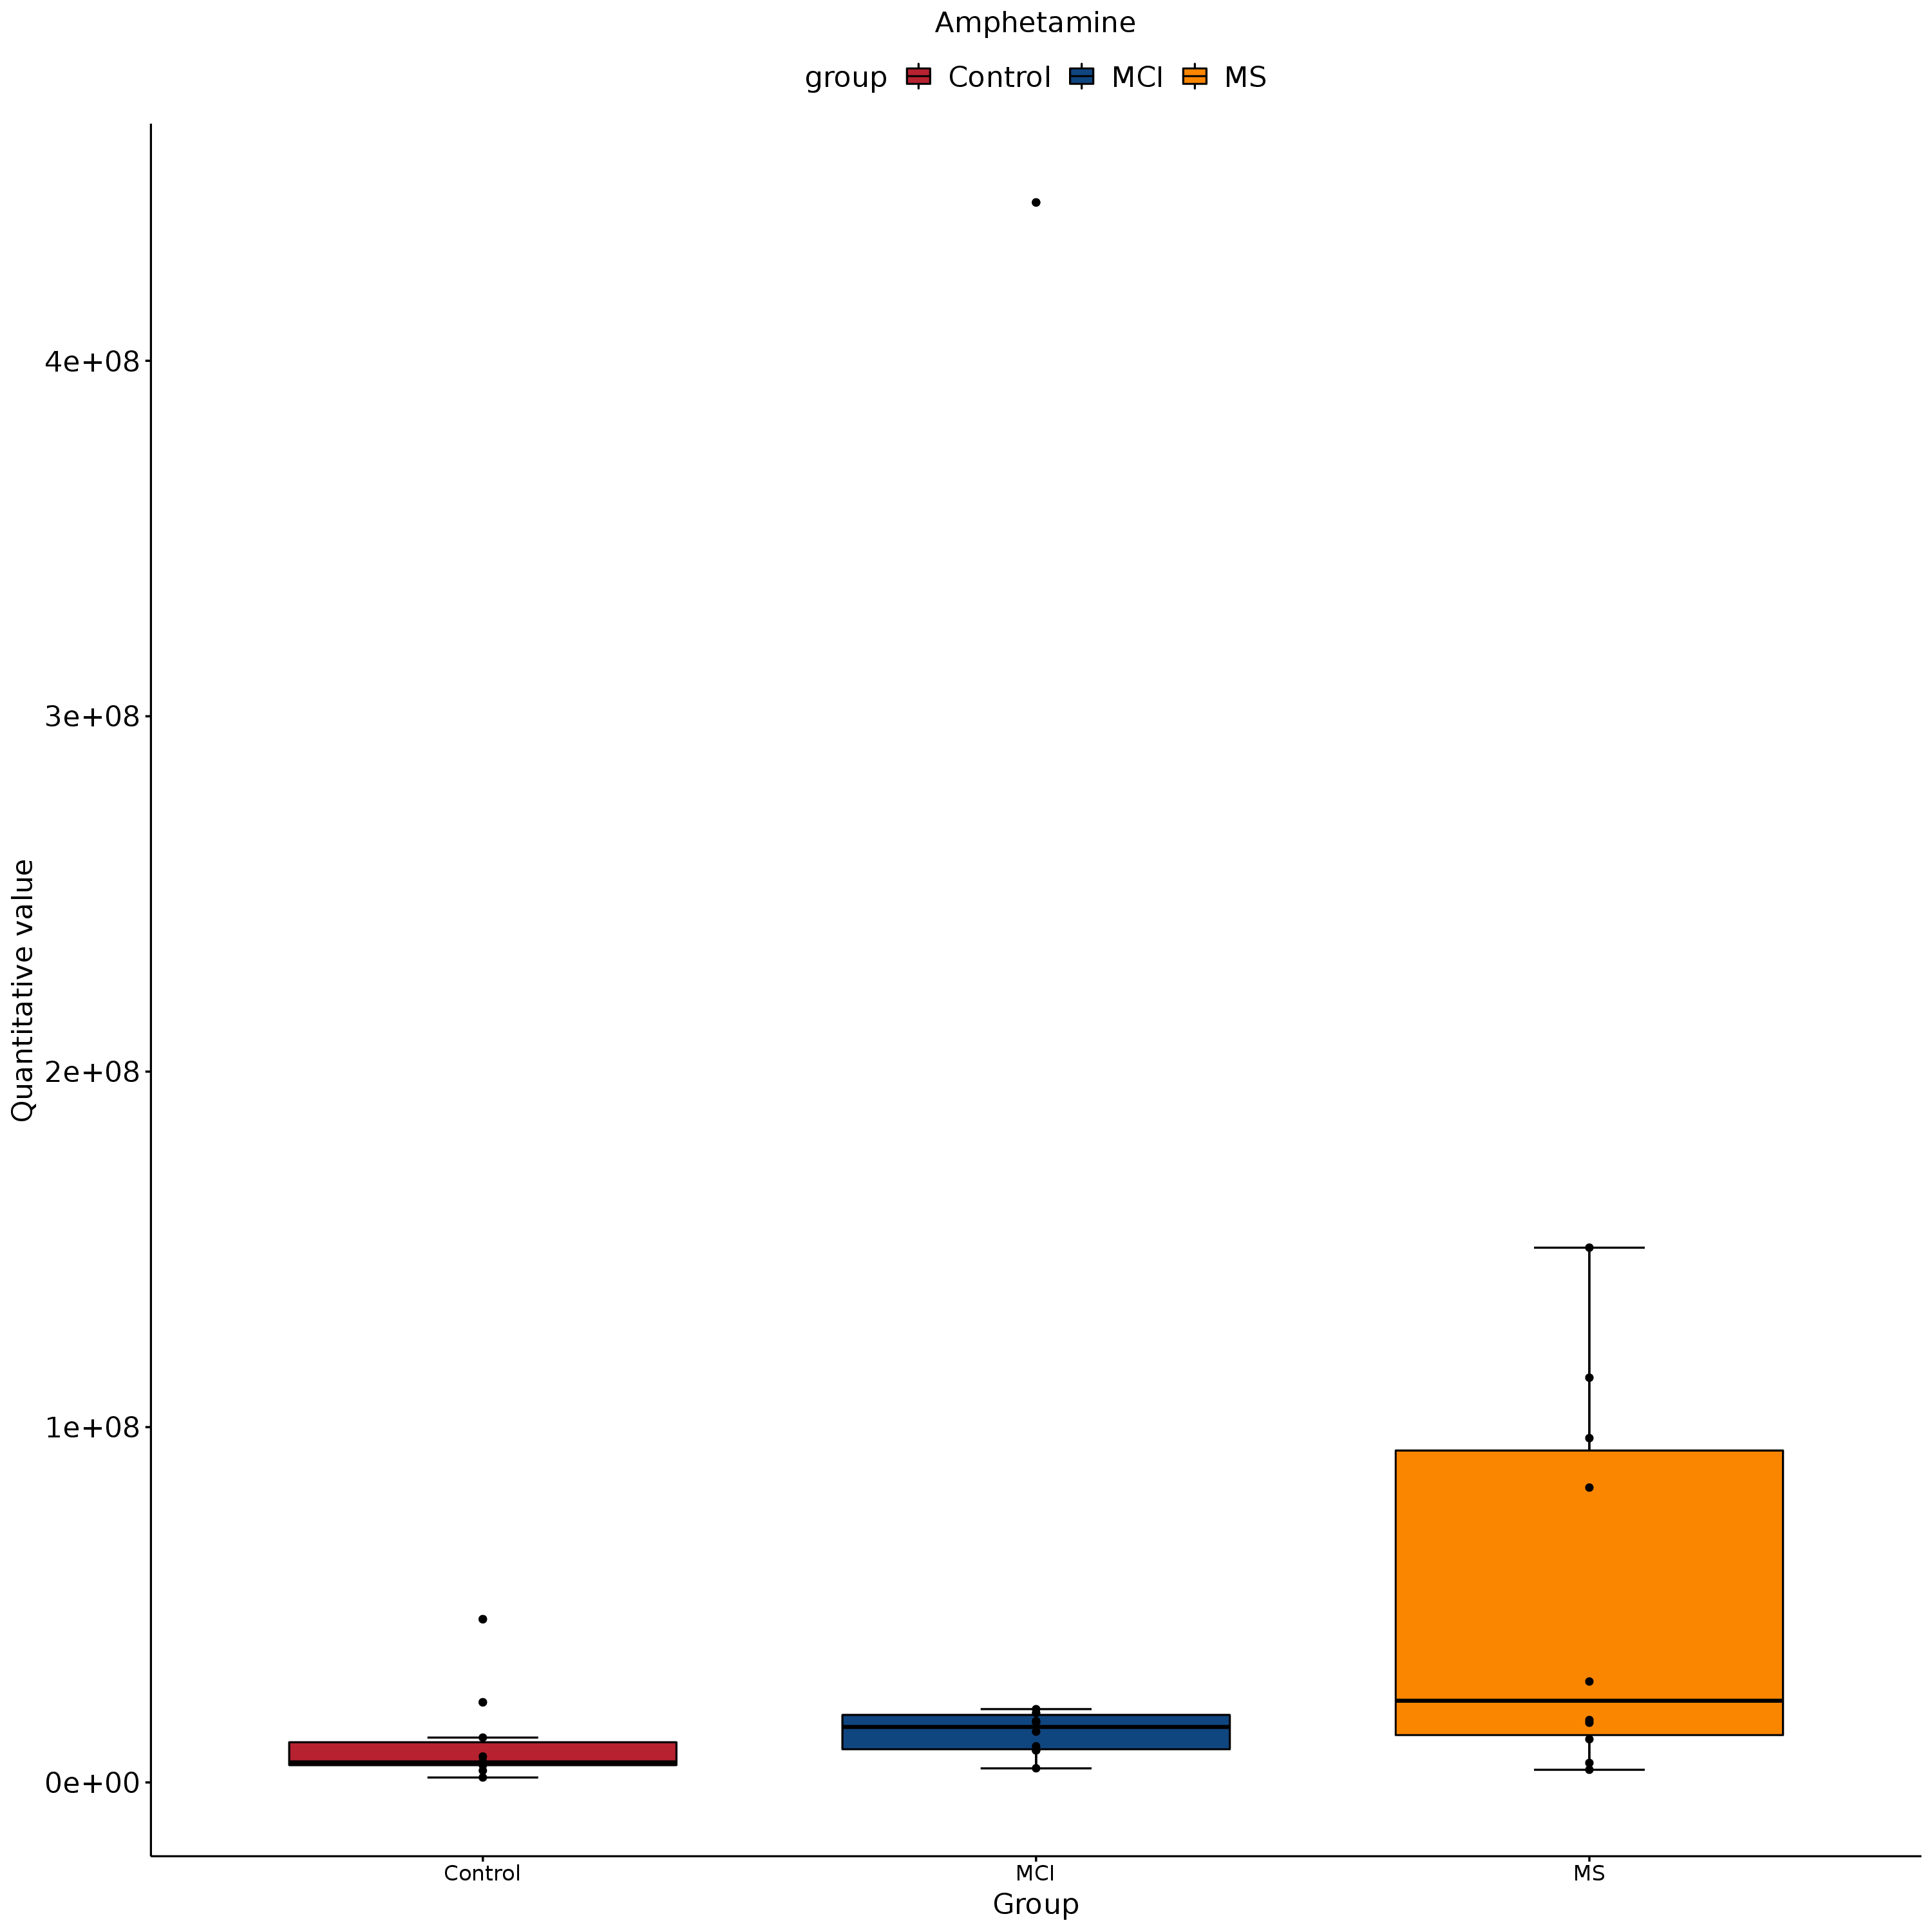 Amphetamine
group Control MCI MS
Quantitative value
4e+08
3e+08
2e+08
1e+08
0e+00
Control MCI MS
Group